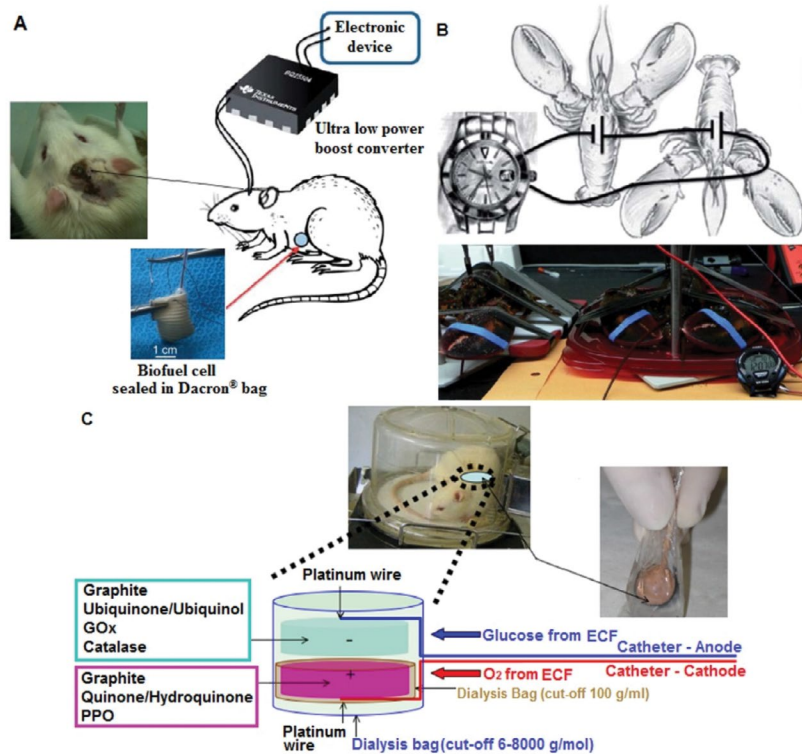 A
Electronic
device
TEXAS
INSTRUMENTS
Ultra low power
boost converter
1 cm
Biofuel cell
sealed in Dacron® bag
B
C
Platinum wire
Graphite
Ubiquinone/Ubiquinol
GOx
Catalase
-
Glucose from ECF
Catheter - Anode
Graphite
Quinone/Hydroquinone
PPO
+
O2 from ECF
Catheter - Cathode
Dialysis Bag (cut-off 100 g/ml)
Platinum
wire
Dialysis bag(cut-off 6-8000 g/mol)